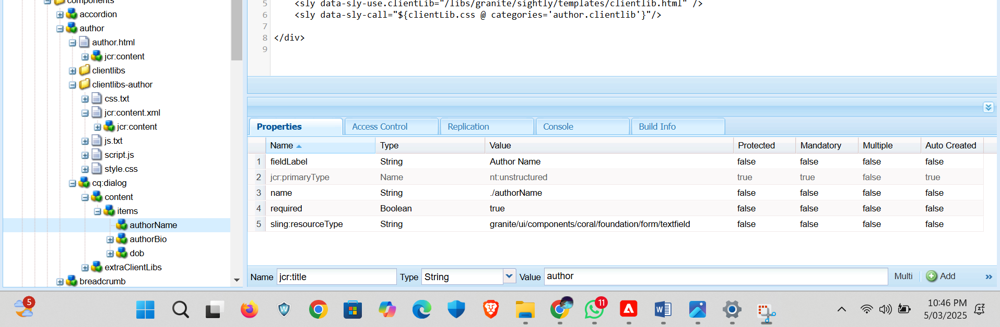 components
accordion
author
author.html
jcr:content
clientlibs
clientlibs-author
css.txt
jcr:content.xml
jcr:content
js.txt
script.js
style.css
cq:dialog
content
items
authorName
authorBio
dob
extraClientLibs
breadcrumb
5 <sly data-sly-use.clientLib="/libs/granite/sightly/templates/clientlib.html" />
6 <sly data-sly-call="${clientLib.css @ categories='author.clientlib'}"/>
7
8 </div>
9
Properties Access Control Replication Console Build Info
Name Type Value Protected Mandatory Multiple Auto Created
1 fieldLabel String Author Name false false false false
2 jcr:primaryType Name nt:unstructured true true false true
3 name String ./authorName false false false false
4 required Boolean true false false false false
5 sling:resourceType String granite/ui/components/coral/foundation/form/textfield false false false false
Name jcr:title Type String Value author Multi Add »
5
W
11
W
10:46 PM
5/03/2025